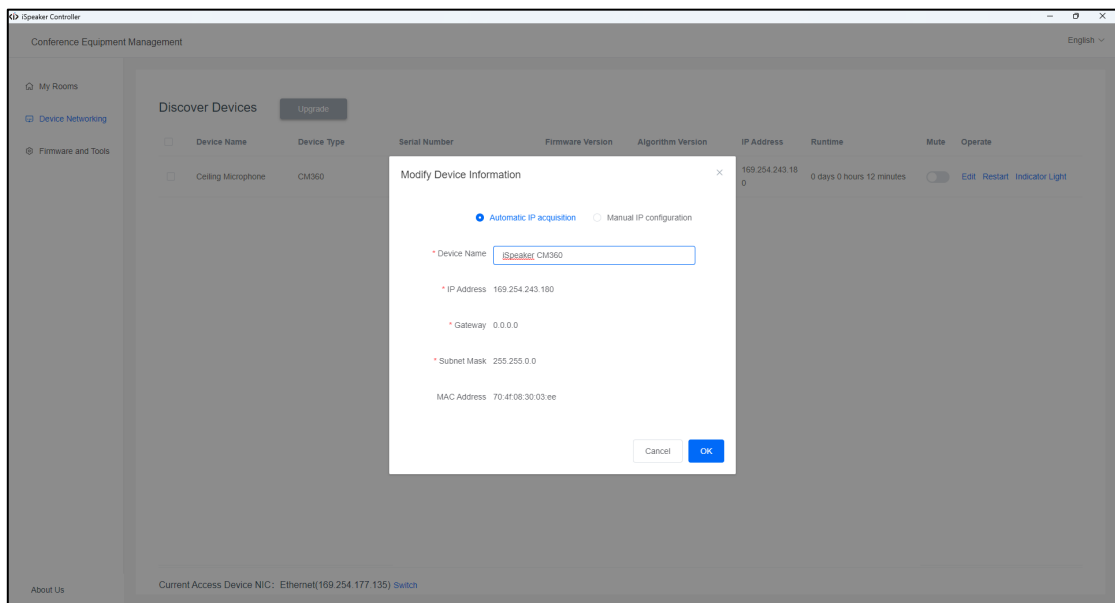 iSpeaker Controller
Conference Equipment Management
English
My Rooms
Device Networking
Firmware and Tools
Discover Devices
Upgrade
Device Name Device Type Serial Number Firmware Version Algorithm Version IP Address Runtime Mute Operate
Ceiling Microphone CM360 169.254.243.18 0 days 0 hours 12 minutes Edit Restart Indicator Light
0
Modify Device Information
Automatic IP acquisition Manual IP configuration
* Device Name iSpeaker CM360
* IP Address 169.254.243.180
* Gateway 0.0.0.0
* Subnet Mask 255.255.0.0
MAC Address 70:4f:08:30:03:ee
Cancel OK
Current Access Device NIC: Ethernet(169.254.177.135) Switch
About Us